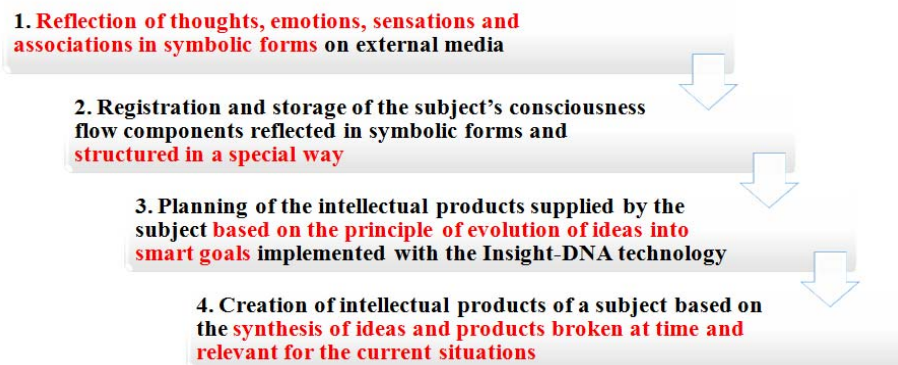 1. Reflection of thoughts, emotions, sensations and
associations in symbolic forms on external media
2. Registration and storage of the subject’s consciousness
flow components reflected in symbolic forms and
structured in a special way
3. Planning of the intellectual products supplied by the
subject based on the principle of evolution of ideas into
smart goals implemented with the Insight-DNA technology
4. Creation of intellectual products of a subject based on
the synthesis of ideas and products broken at time and
relevant for the current situations